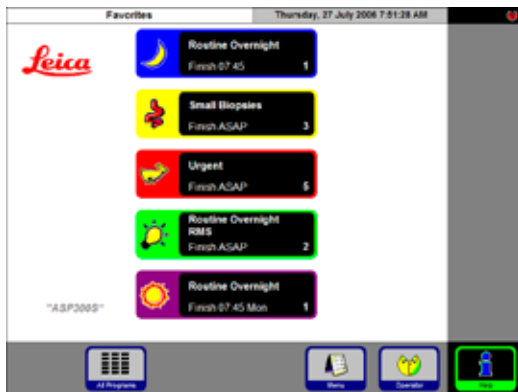 Favorites
Thursday, 27 July 2006 7:51:28 AM
Leica
Routine Overnight
Finish 07:45 1
Small Biopsies
Finish ASAP 3
Urgent
Finish ASAP 5
Routine Overnight
RMS
Finish ASAP 2
Routine Overnight
Finish 07:45 Mon 1
"ASP300S"
All Programs
Menu
Operator
Help